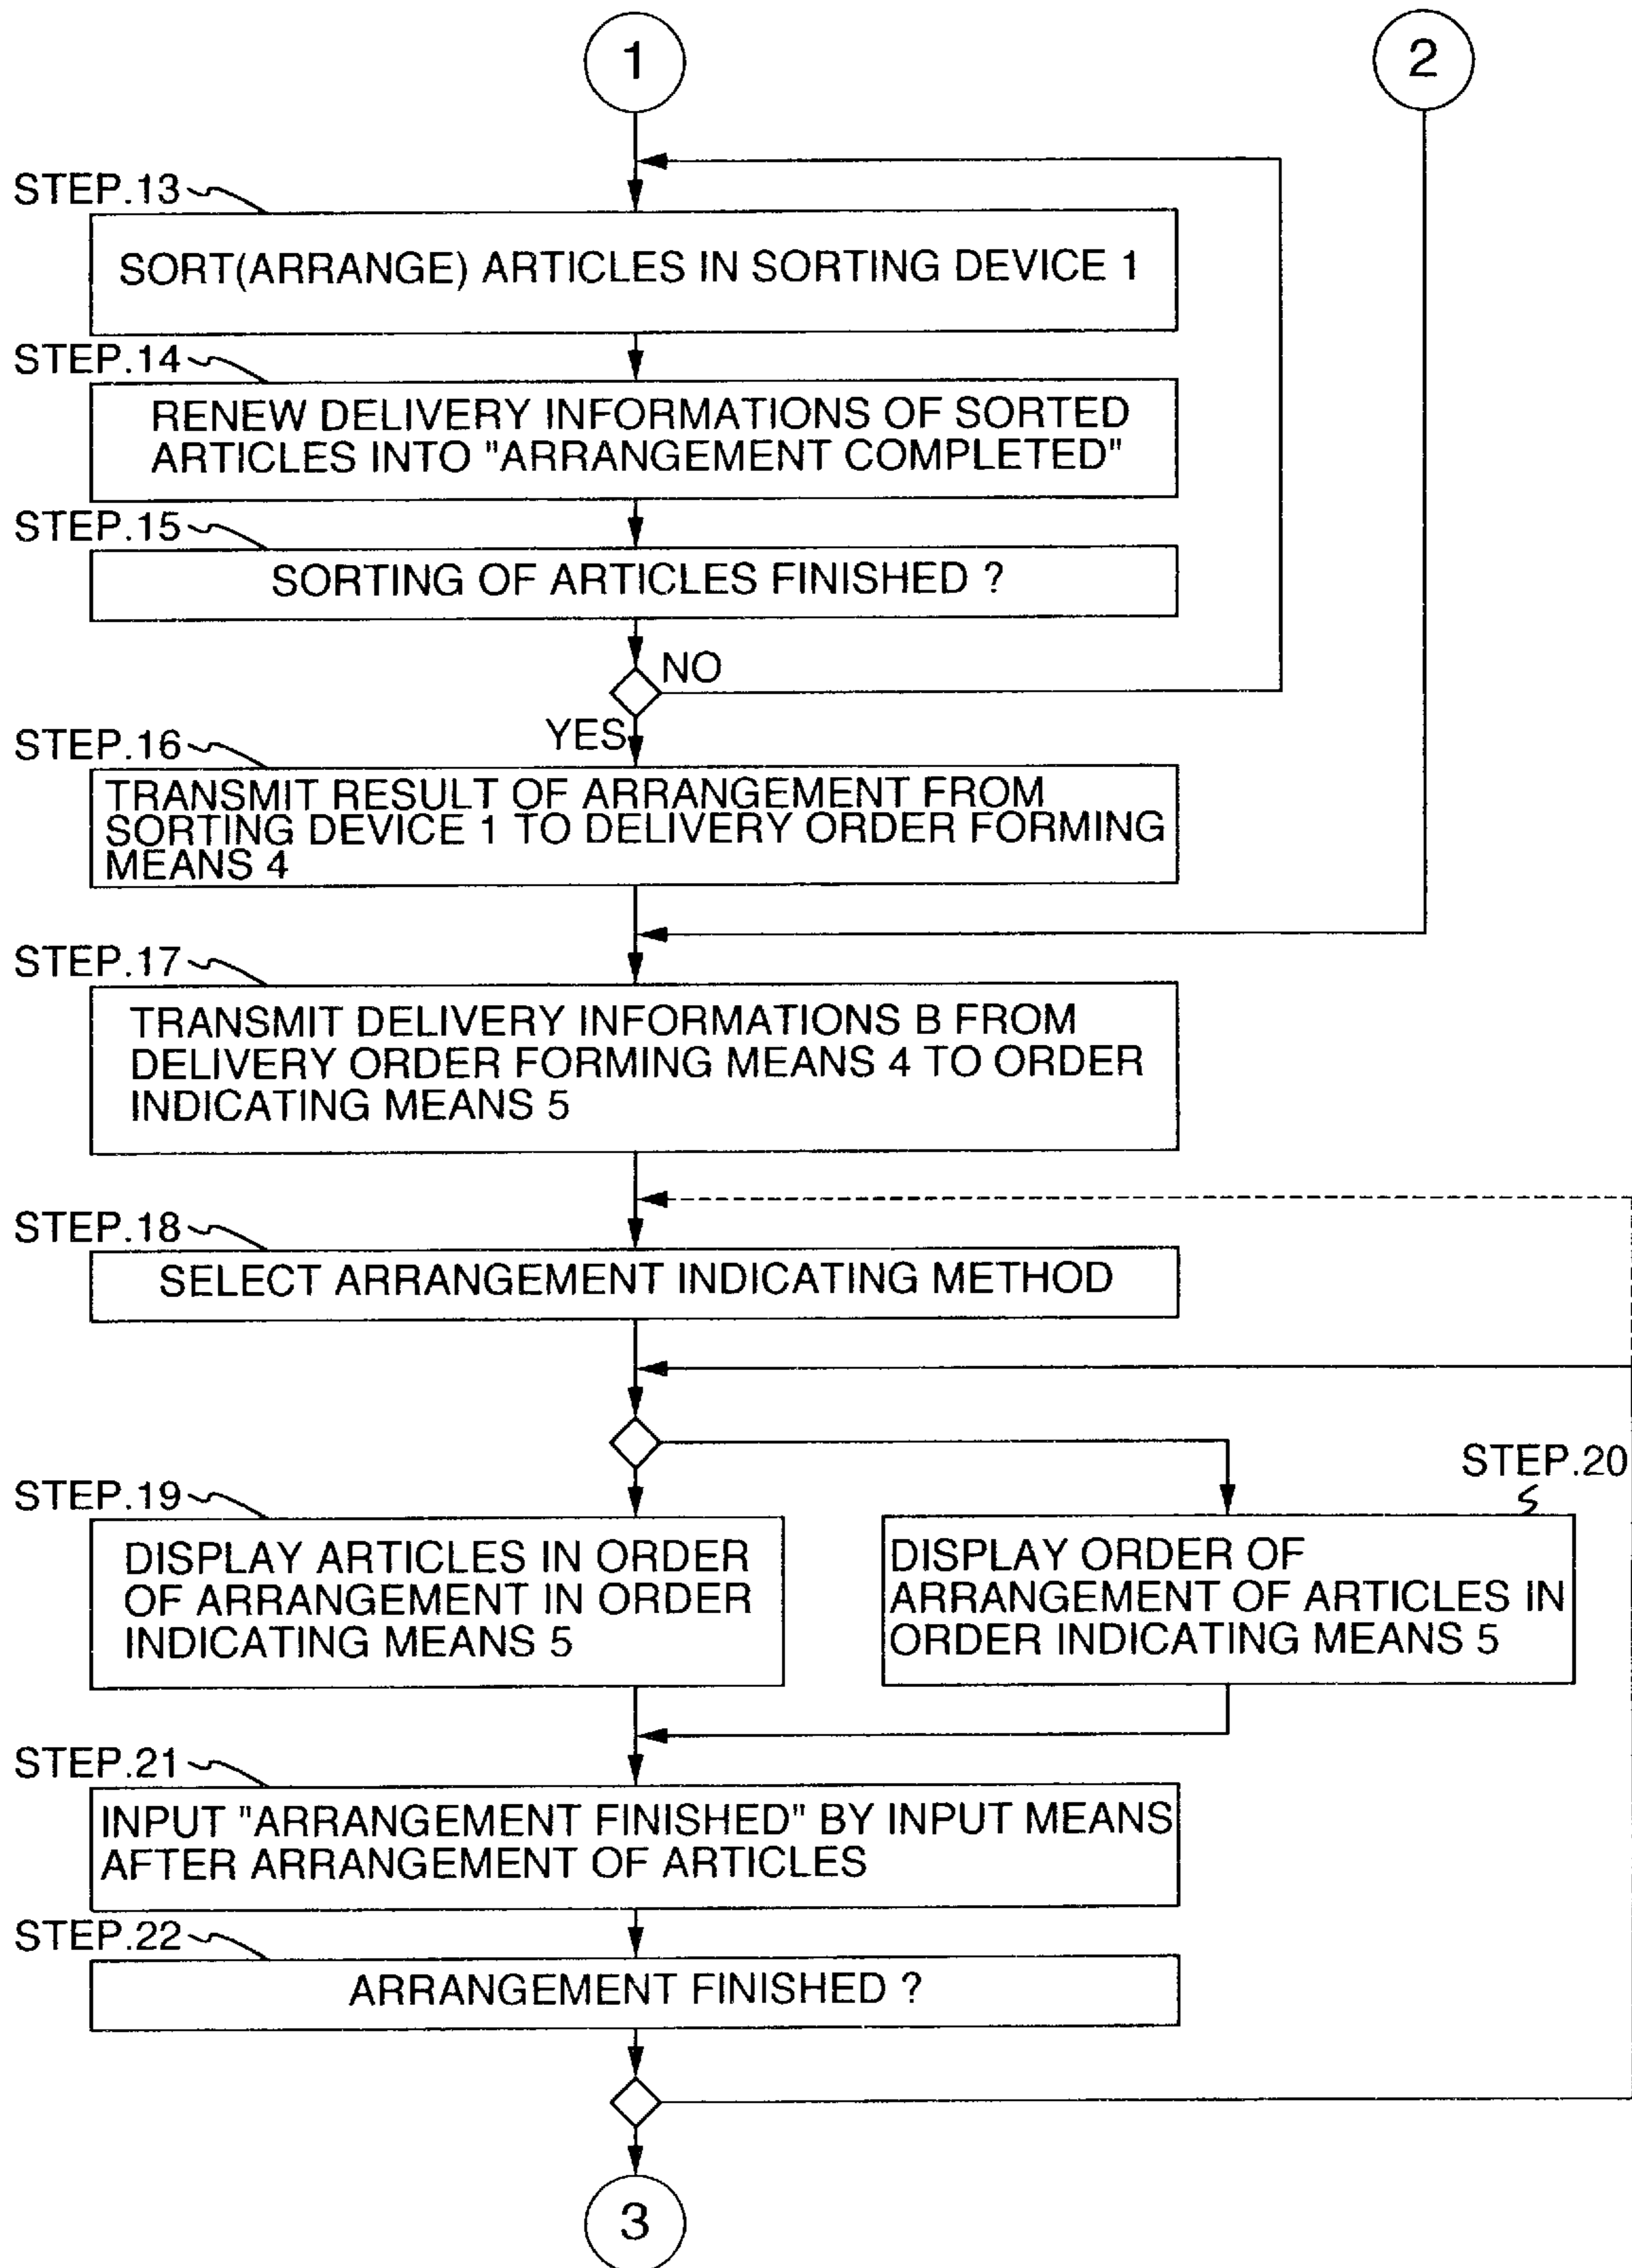 1
2
STEP.13
SORT(ARRANGE) ARTICLES IN SORTING DEVICE 1
STEP.14
RENEW DELIVERY INFORMATIONS OF SORTED
ARTICLES INTO "ARRANGEMENT COMPLETED"
STEP.15
SORTING OF ARTICLES FINISHED ?
NO
YES
STEP.16
TRANSMIT RESULT OF ARRANGEMENT FROM
SORTING DEVICE 1 TO DELIVERY ORDER FORMING
MEANS 4
STEP.17
TRANSMIT DELIVERY INFORMATIONS B FROM
DELIVERY ORDER FORMING MEANS 4 TO ORDER
INDICATING MEANS 5
STEP.18
SELECT ARRANGEMENT INDICATING METHOD
STEP.19
DISPLAY ARTICLES IN ORDER
OF ARRANGEMENT IN ORDER
INDICATING MEANS 5
STEP.20
DISPLAY ORDER OF
ARRANGEMENT OF ARTICLES IN
ORDER INDICATING MEANS 5
STEP.21
INPUT "ARRANGEMENT FINISHED" BY INPUT MEANS
AFTER ARRANGEMENT OF ARTICLES
STEP.22
ARRANGEMENT FINISHED ?
3